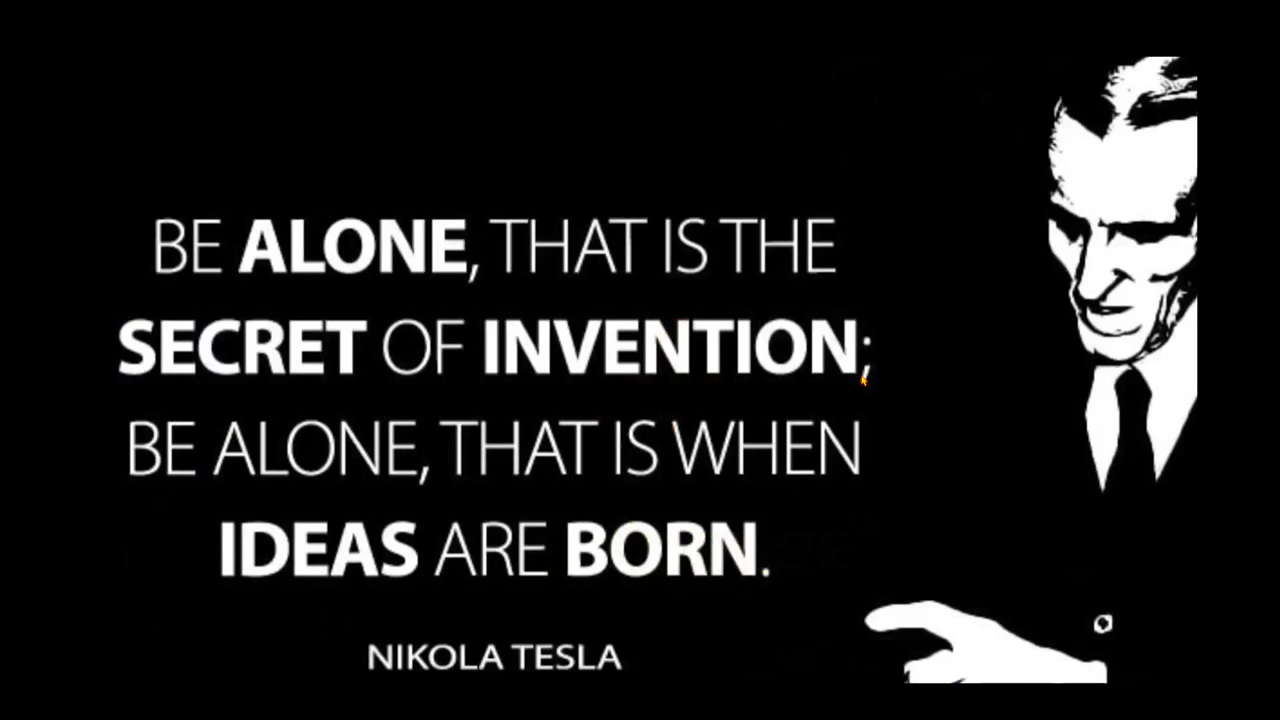 BE ALONE, THAT IS THE
SECRET OF INVENTION;
BE ALONE, THAT IS WHEN
IDEAS ARE BORN.
NIKOLA TESLA